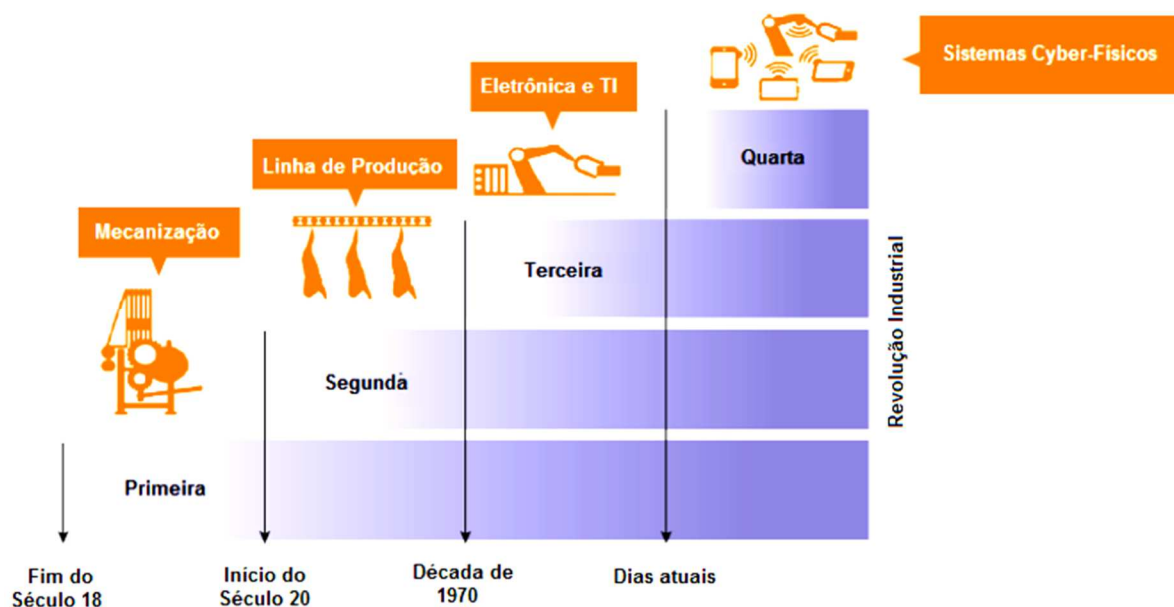 Sistemas Cyber-Físicos
Eletrônica e TI
Linha de Produção
Mecanização
Quarta
Terceira
Segunda
Primeira
Revolução Industrial
Fim do
Século 18
Início do
Século 20
Década de
1970
Dias atuais